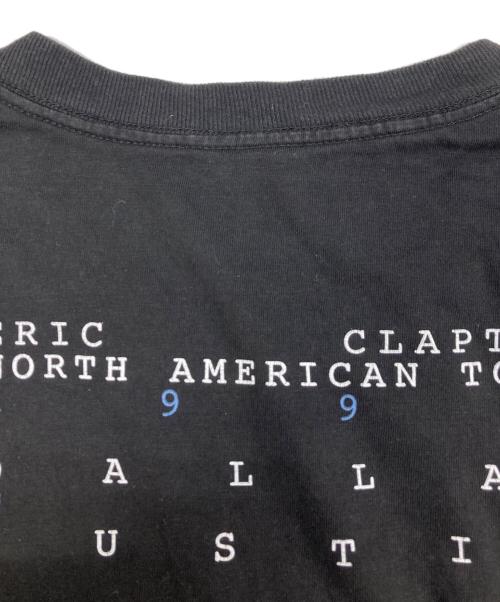 ERIC CLAPT
NORTH AMERICAN TO
9 9
D A L L A
U S T I